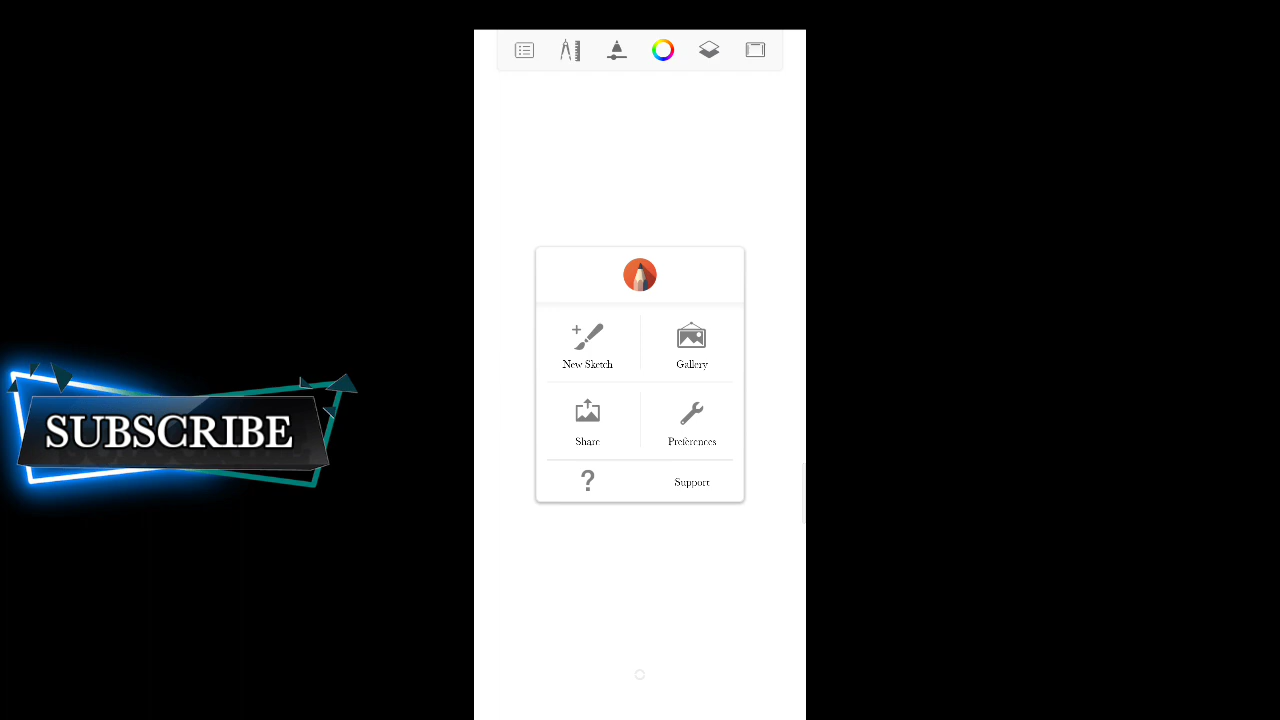 New Sketch
Gallery
Share
Preferences
Support
SUBSCRIBE